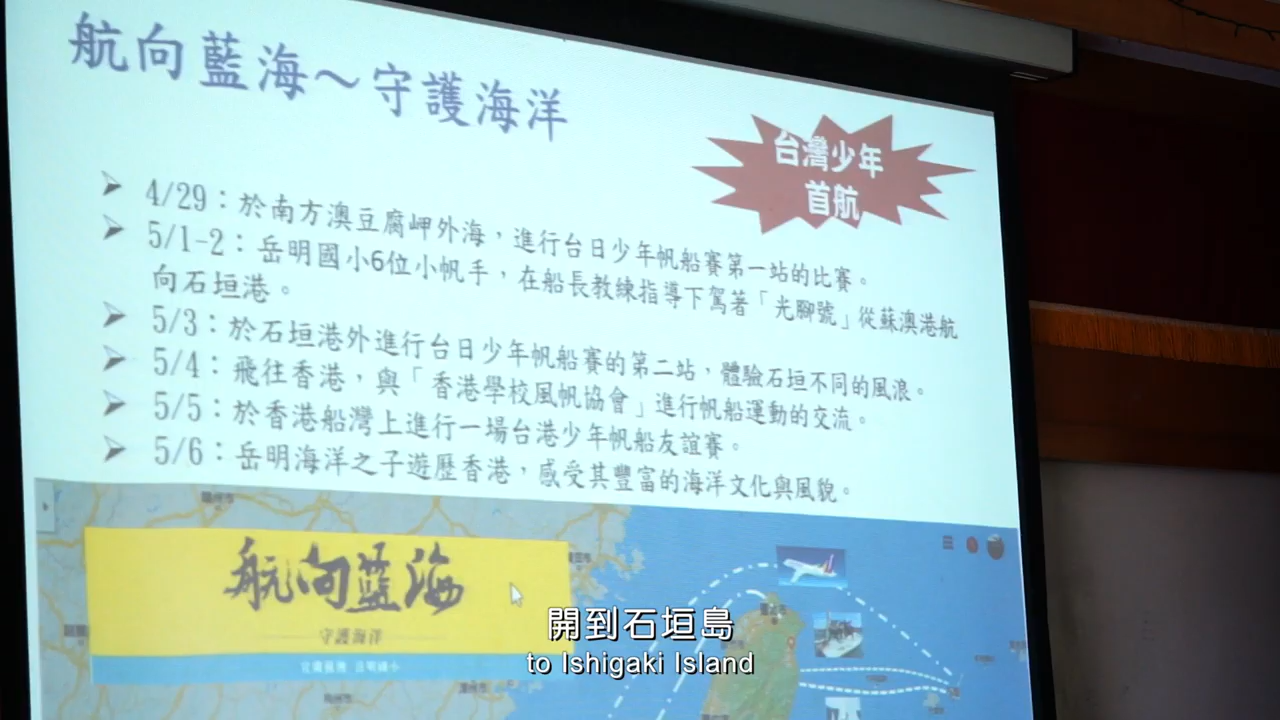 航向藍海～守護海洋
台灣少年
首航
4/29：於南方澳豆腐岬外海，進行台日少年帆船賽第一站的比賽。
5/1-2：岳明國小6位小帆手，在船長教練指導下駕著「光腳號」從蘇澳港航
向石垣港。
5/3：於石垣港外進行台日少年帆船賽的第二站，體驗石垣不同的風浪。
5/4：飛往香港，與「香港學校風帆協會」進行帆船運動的交流。
5/5：於香港船灣上進行一場台港少年帆船友誼賽。
5/6：岳明海洋之子遊歷香港，感受其豐富的海洋文化與風貌。
航向藍海
守護海洋
開到石垣島
to Ishigaki Island